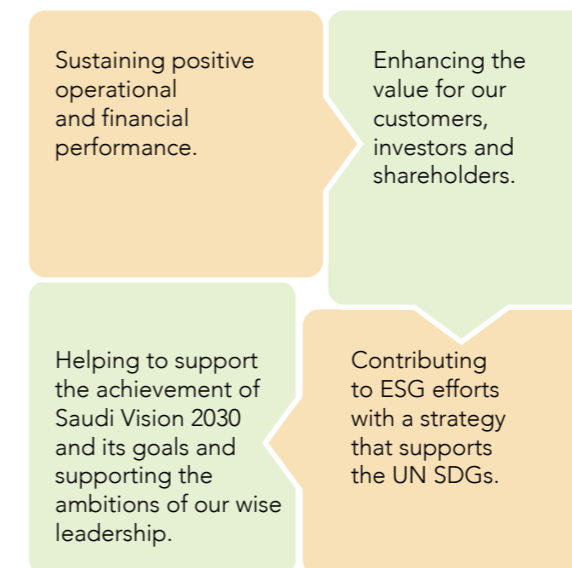 Sustaining positive
operational
and financial
performance.
Enhancing the
value for our
customers,
investors and
shareholders.
Contributing
to ESG efforts
with a strategy
that supports
the UN SDGs.
Helping to support
the achievement of
Saudi Vision 2030
and its goals and
supporting the
ambitions of our wise
leadership.